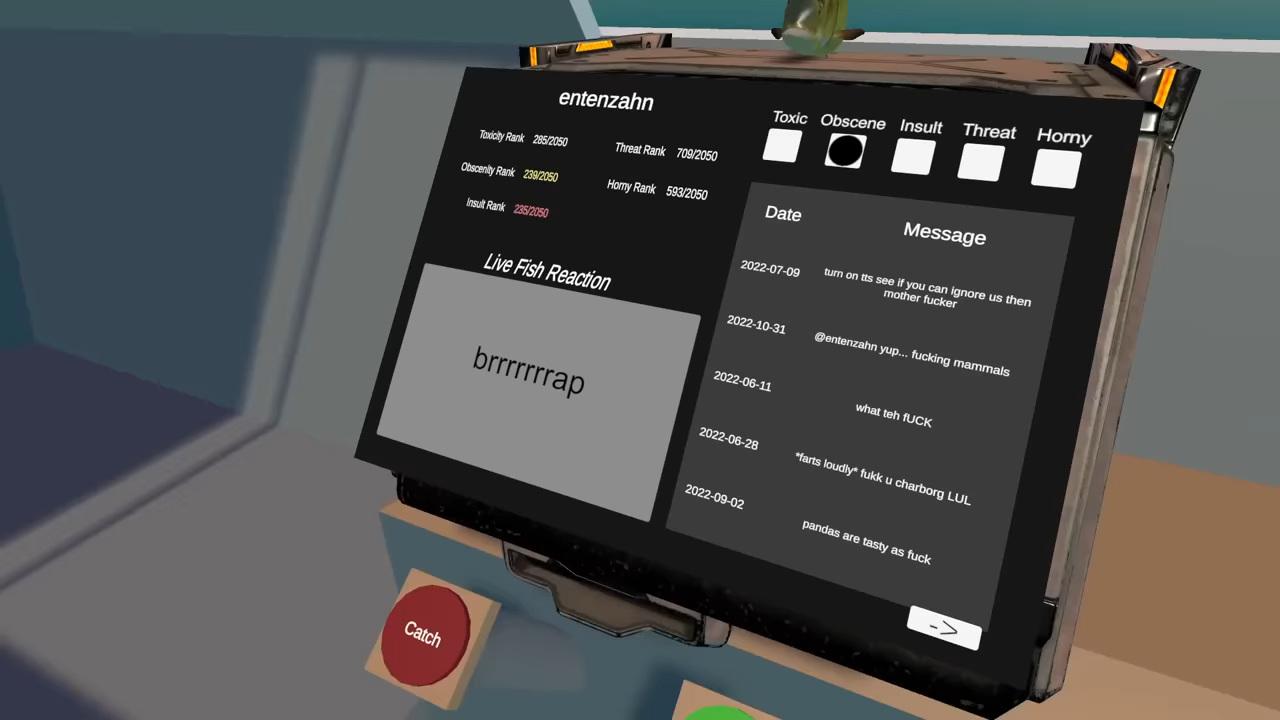 entenzahn
Toxicity Rank 285/2050
Threat Rank 709/2050
Obscenity Rank 239/2050
Horny Rank 593/2050
Insult Rank 235/2050
Live Fish Reaction
brrrrrrrap
Toxic Obscene Insult Threat Horny
Date Message
2022-07-09 turn on tts see if you can ignore us then
mother fucker
2022-10-31 @entenzahn yup... fucking mammals
2022-06-11 what teh fUCK
2022-06-28 *farts loudly* fukk u charborg LUL
2022-09-02 pandas are tasty as fuck
->
Catch